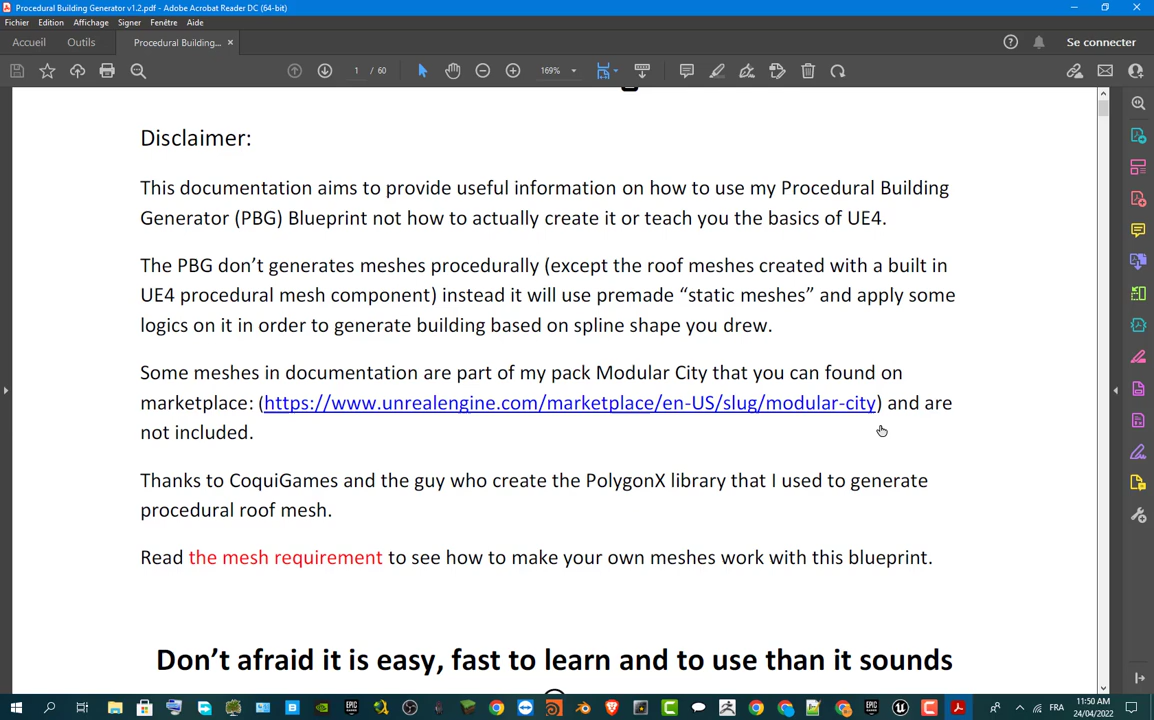 Procedural Building Generator v1.2.pdf - Adobe Acrobat Reader DC (64-bit)
Fichier Edition Affichage Signer Fenêtre Aide
Accueil Outils Procedural Building... × Se connecter
1 / 60 169%
Disclaimer:
This documentation aims to provide useful information on how to use my Procedural Building
Generator (PBG) Blueprint not how to actually create it or teach you the basics of UE4.
The PBG don't generates meshes procedurally (except the roof meshes created with a built in
UE4 procedural mesh component) instead it will use premade “static meshes” and apply some
logics on it in order to generate building based on spline shape you drew.
Some meshes in documentation are part of my pack Modular City that you can found on
marketplace: (https://www.unrealengine.com/marketplace/en-US/slug/modular-city) and are
not included.
Thanks to CoquiGames and the guy who create the PolygonX library that I used to generate
procedural roof mesh.
Read the mesh requirement to see how to make your own meshes work with this blueprint.
Don't afraid it is easy, fast to learn and to use than it sounds
11:50 AM
FRA
24/04/2022